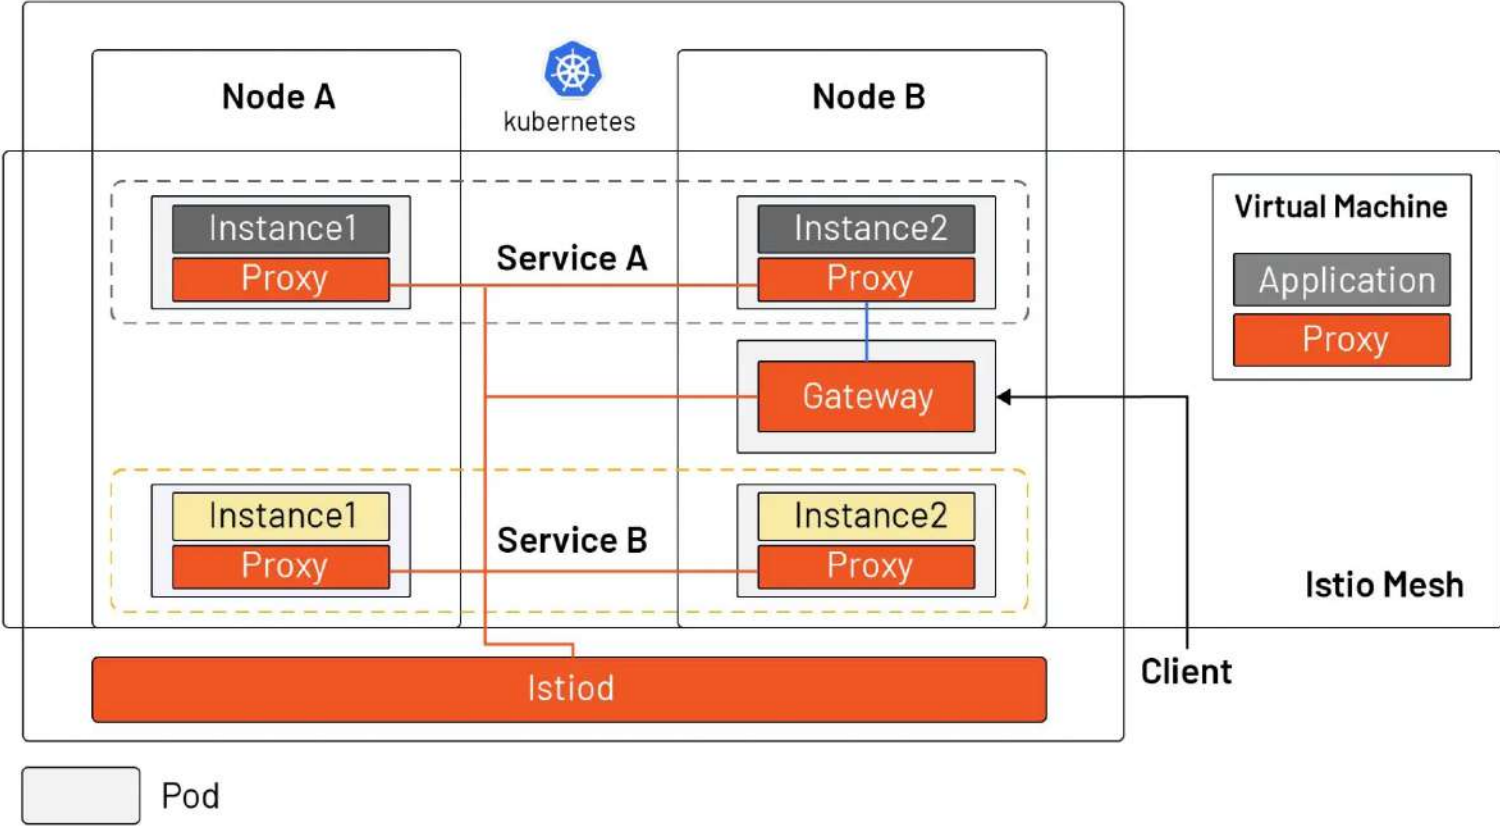 Node A
kubernetes
Node B
Instance1
Proxy
Service A
Instance2
Proxy
Virtual Machine
Application
Proxy
Gateway
Instance1
Proxy
Service B
Instance2
Proxy
Istio Mesh
Client
Istiod
Pod